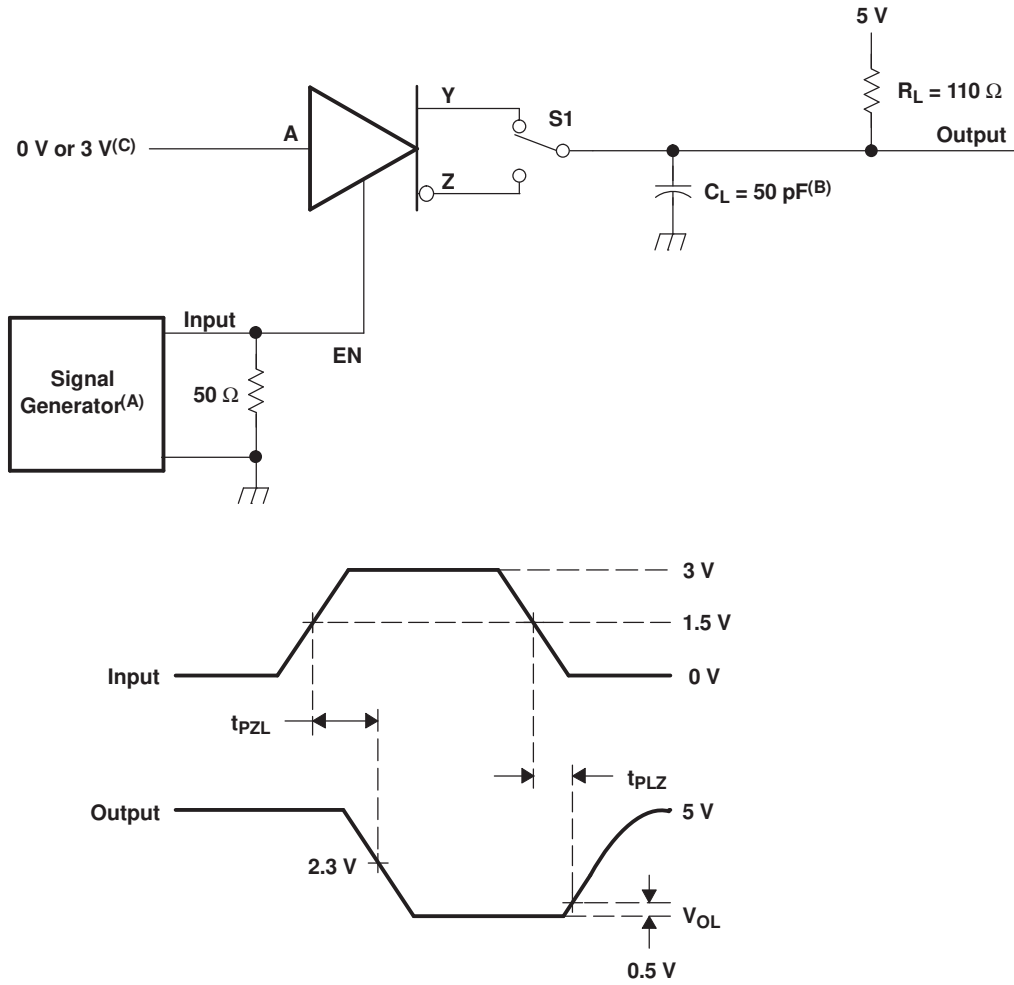 5 V
R_L = 110 Ω
Output
Y
S1
A
0 V or 3 V(C)
Z
C_L = 50 pF(B)
Input
EN
Signal
Generator(A)
50 Ω
3 V
1.5 V
Input
0 V
t_PZL
t_PLZ
Output
5 V
2.3 V
V_OL
0.5 V